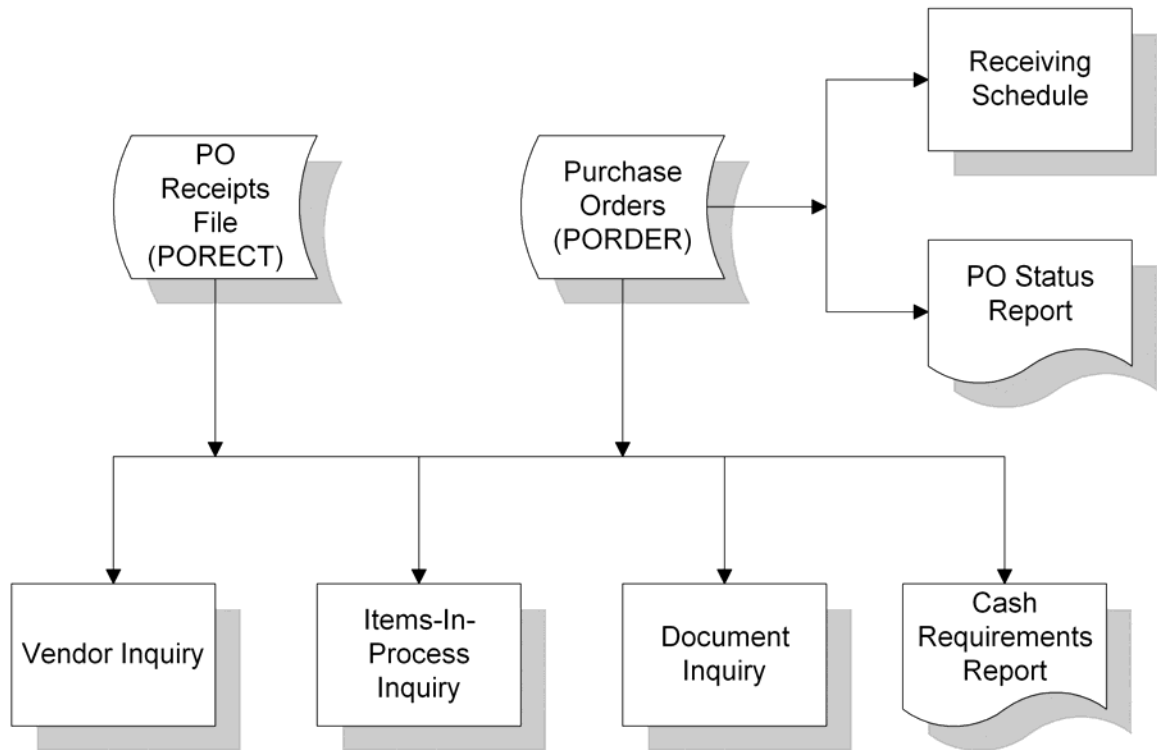 Receiving
Schedule
PO
Receipts
File
(PORECT)
Purchase
Orders
(PORDER)
PO Status
Report
Vendor Inquiry
Items-In-
Process
Inquiry
Document
Inquiry
Cash
Requirements
Report